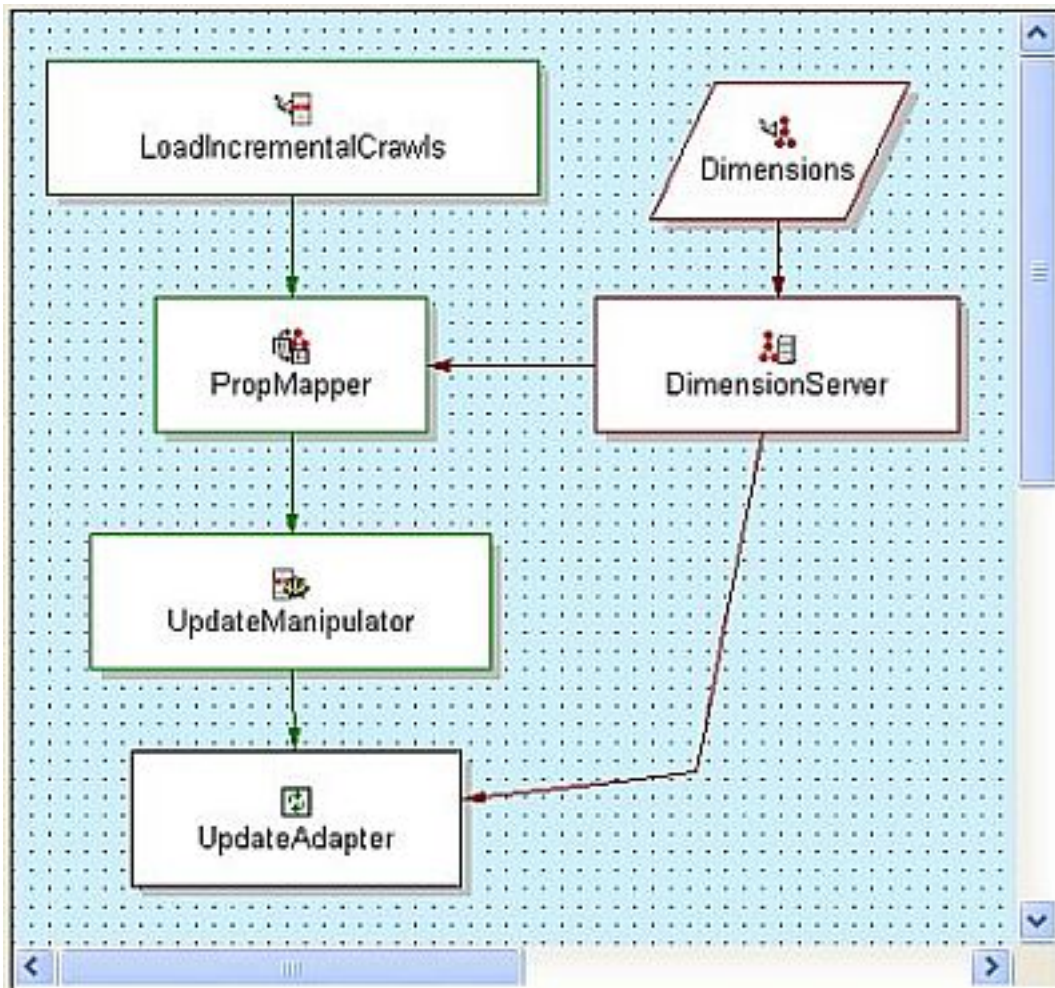 LoadIncrementalCrawls
Dimensions
PropMapper
DimensionServer
UpdateManipulator
UpdateAdapter